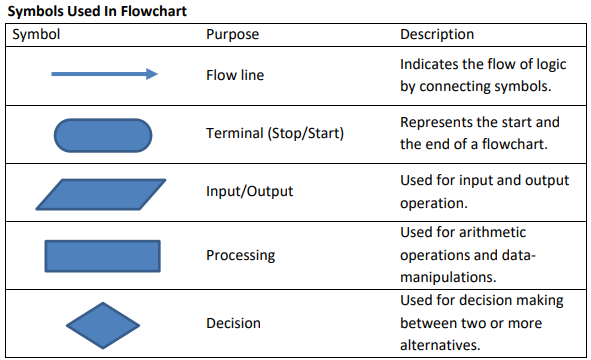 Symbols Used In Flowchart
Symbol Purpose Description
Flow line
Indicates the flow of logic
by connecting symbols.
Terminal (Stop/Start)
Represents the start and
the end of a flowchart.
Input/Output
Used for input and output
operation.
Processing
Used for arithmetic
operations and data-
manipulations.
Decision
Used for decision making
between two or more
alternatives.